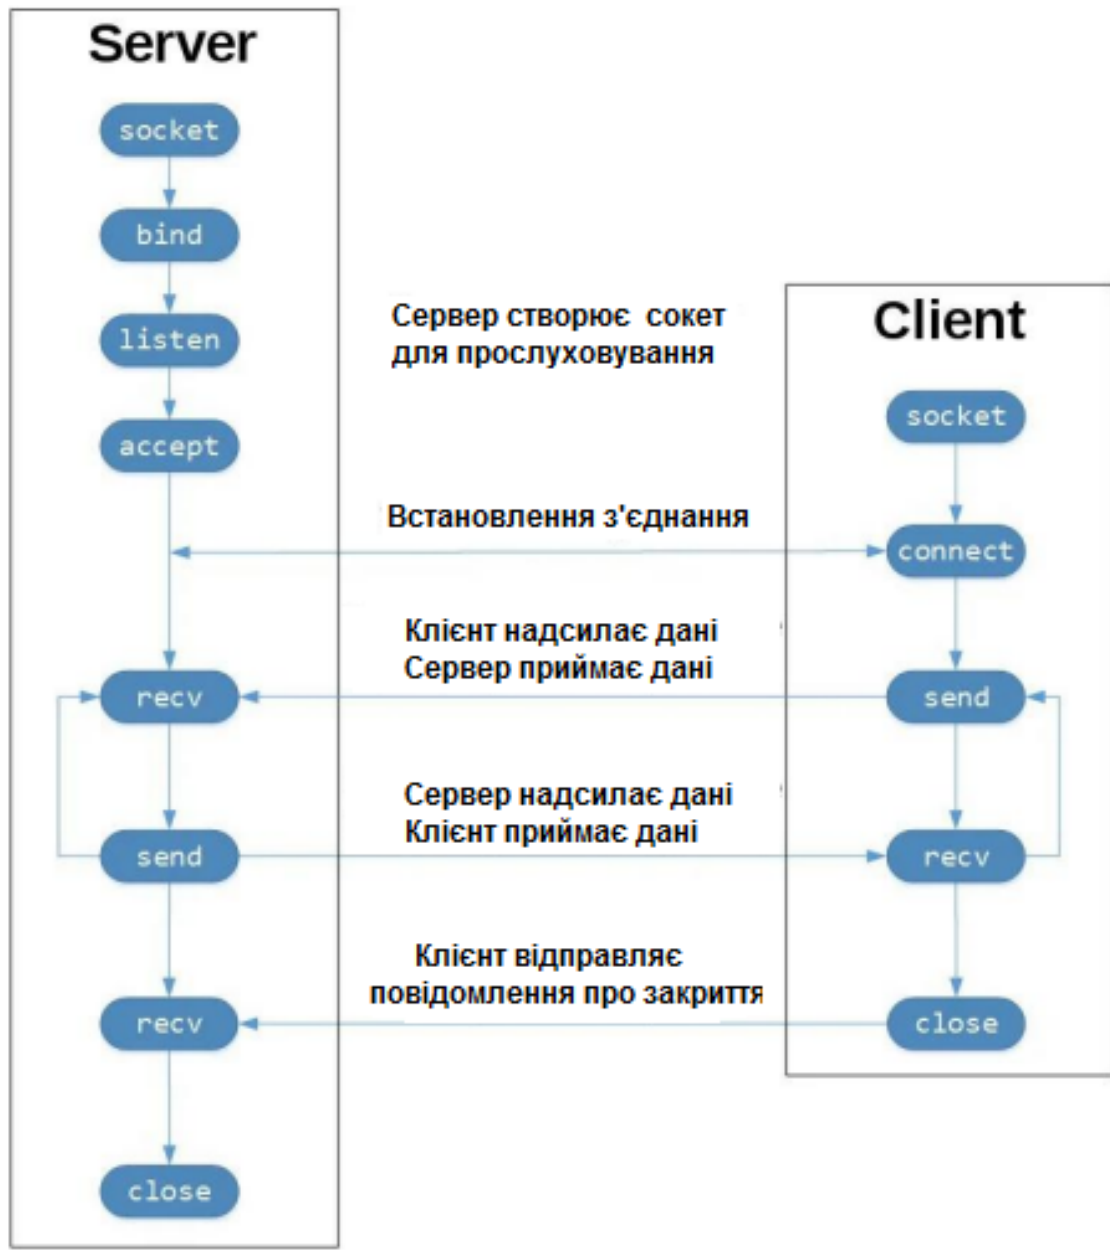 Server
socket
bind
listen
accept
recv
send
recv
close
Сервер створює сокет
для прослуховування
Встановлення з'єднання
Клієнт надсилає дані
Сервер приймає дані
Сервер надсилає дані
Клієнт приймає дані
Клієнт відправляє
повідомлення про закриття
Client
socket
connect
send
recv
close